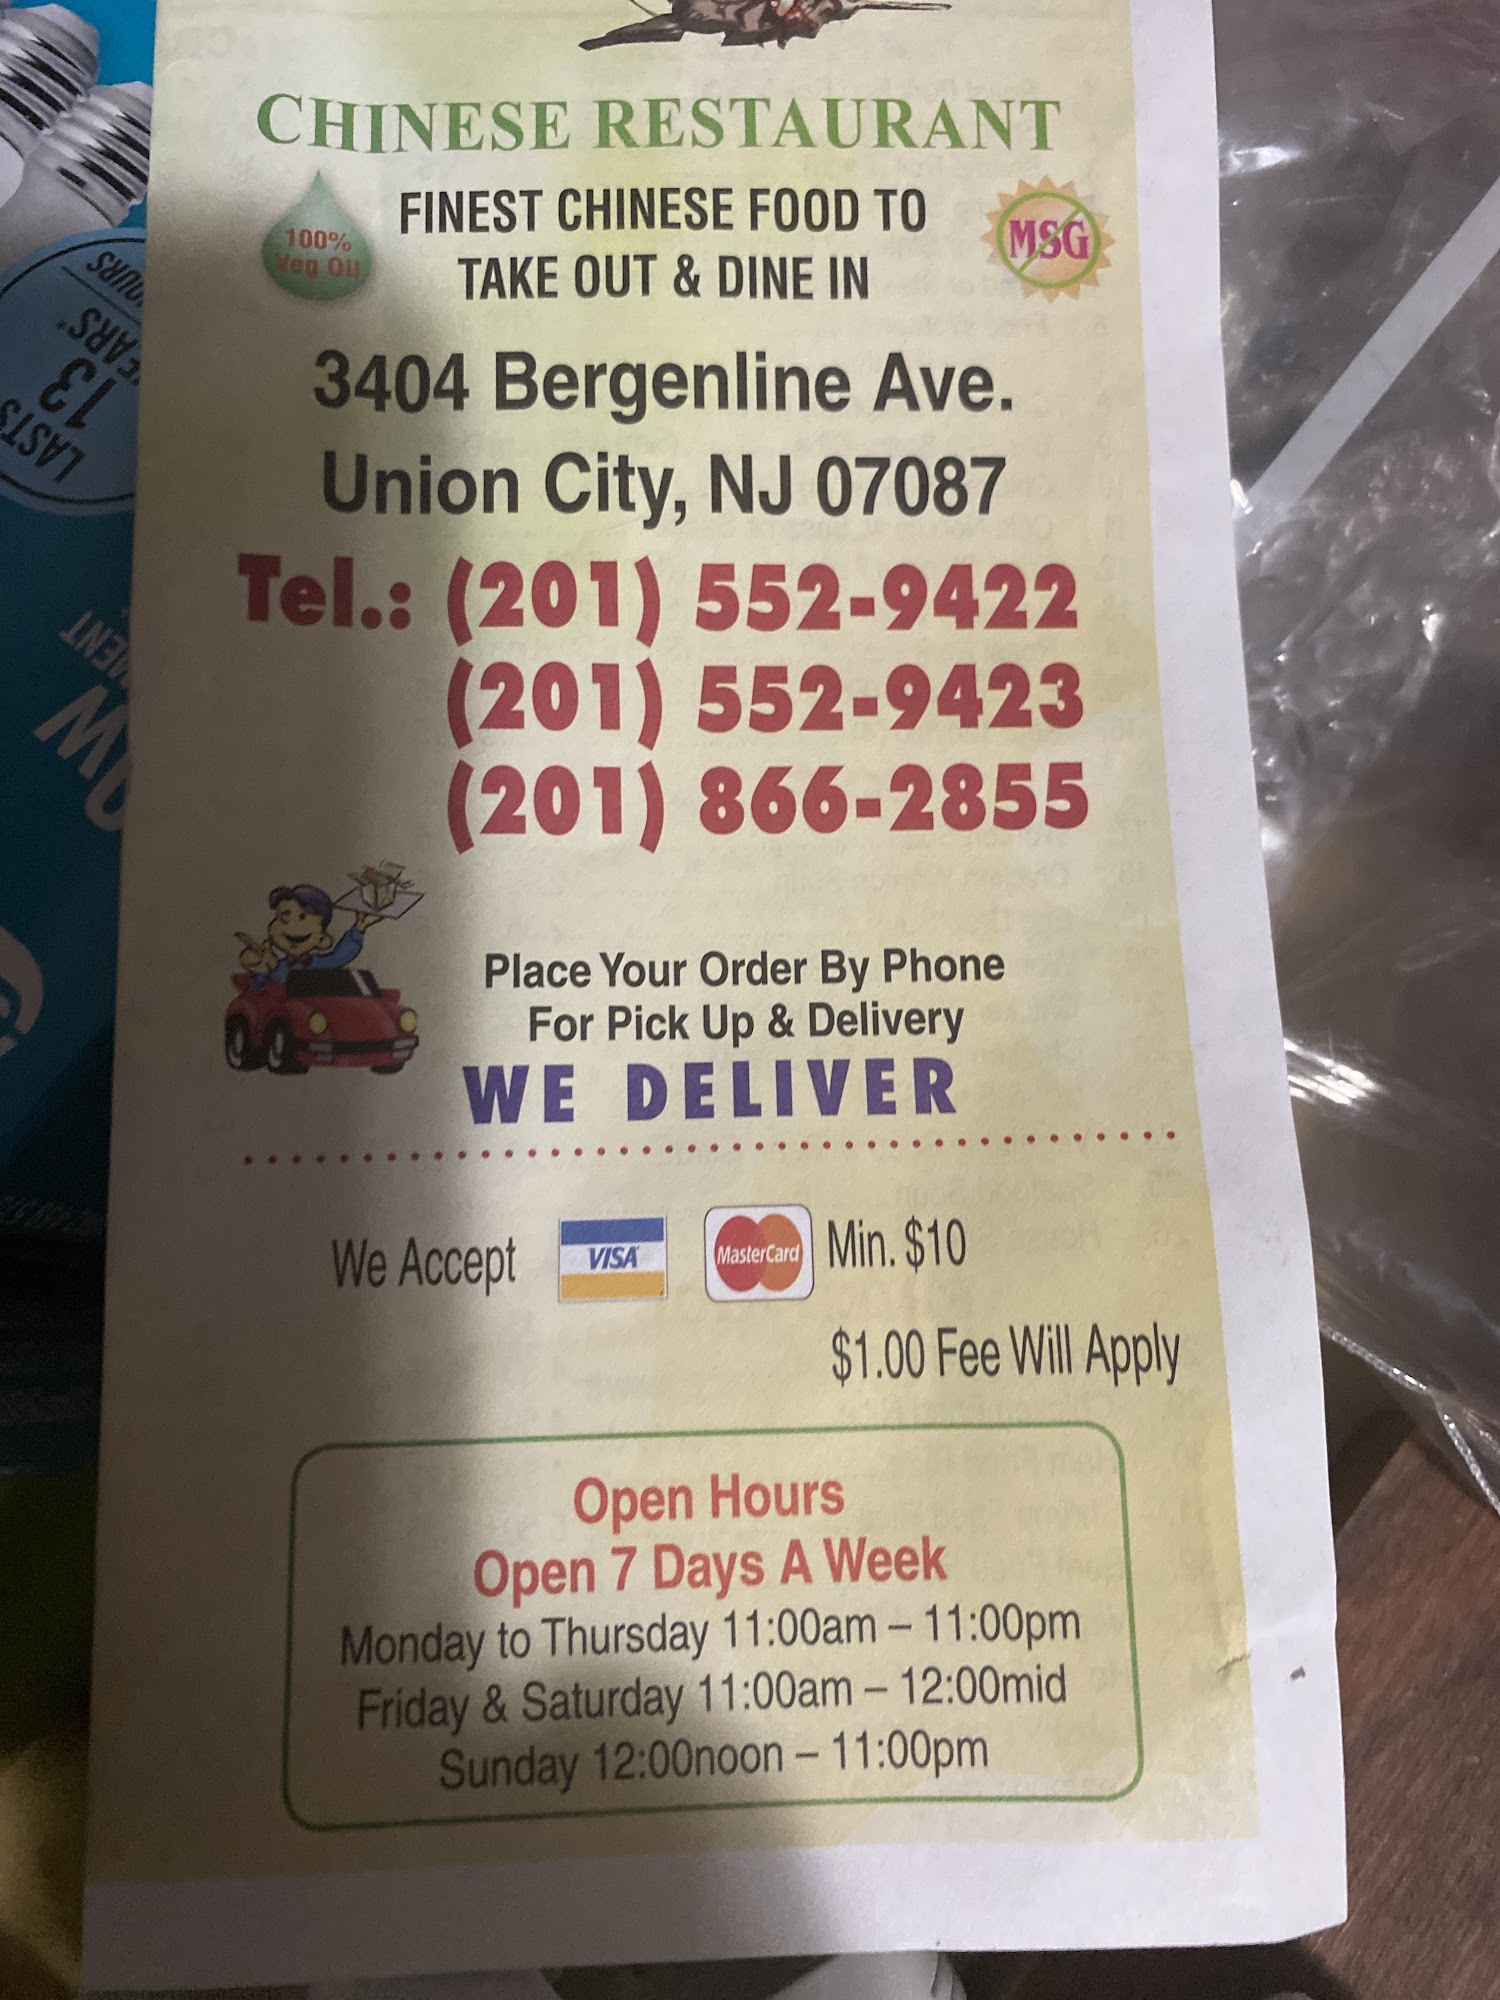 CHINESE RESTAURANT
100%
Veg Oil
FINEST CHINESE FOOD TO
TAKE OUT & DINE IN
MSG
3404 Bergenline Ave.
Union City, NJ 07087
Tel.: (201) 552-9422
(201) 552-9423
(201) 866-2855
Place Your Order By Phone
For Pick Up & Delivery
WE DELIVER
We Accept VISA MasterCard Min. $10
$1.00 Fee Will Apply
Open Hours
Open 7 Days A Week
Monday to Thursday 11:00am – 11:00pm
Friday & Saturday 11:00am – 12:00mid
Sunday 12:00noon – 11:00pm
LASTS
13